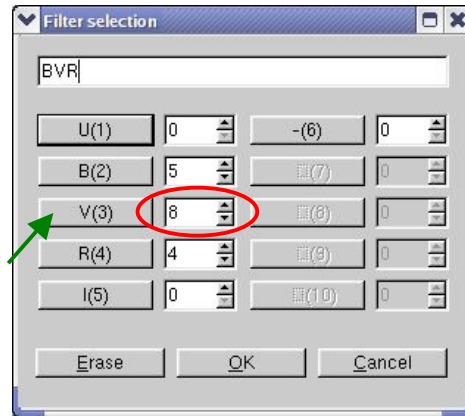 Filter selection
BVR
U(1) 0 -(6) 0
B(2) 5 (7) 0
V(3) 8 (8) 0
R(4) 4 (9) 0
I(5) 0 (10) 0
Erase OK Cancel